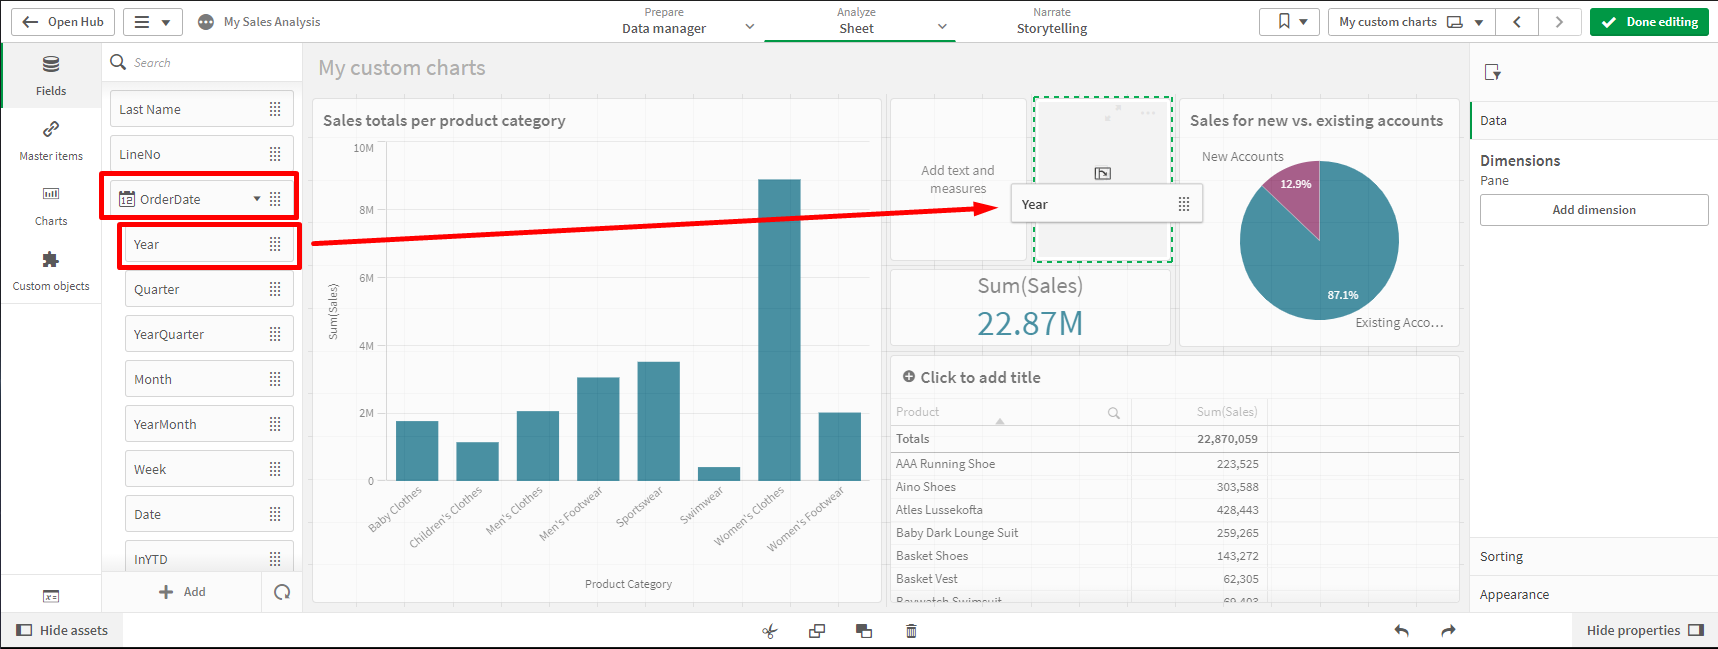 Open Hub
My Sales Analysis
Prepare
Data manager
Analyze
Sheet
Narrate
Storytelling
My custom charts
Done editing
Fields
Master items
Charts
Custom objects
Search
Last Name
LineNo
12
OrderDate
Year
Quarter
YearQuarter
Month
YearMonth
Week
Date
InYTD
Add
My custom charts
Sales totals per product category
Sum(Sales)
10M
8M
6M
4M
2M
0
Baby Clothes
Children's Clothes
Men's Clothes
Men's Footwear
Sportswear
Swimwear
Women's Clothes
Women's Footwear
Product Category
Add text and
measures
Year
Sum(Sales)
22.87M
Sales for new vs. existing accounts
New Accounts
12.9%
87.1%
Existing Acco...
Click to add title
Product Sum(Sales)
Totals 22,870,059
AAA Running Shoe 223,525
Aino Shoes 303,588
Atles Lussekofta 428,443
Baby Dark Lounge Suit 259,265
Basket Shoes 143,272
Basket Vest 62,305
Baywatch Swimsuit 69,403
Data
Dimensions
Pane
Add dimension
Sorting
Appearance
Hide assets
Hide properties